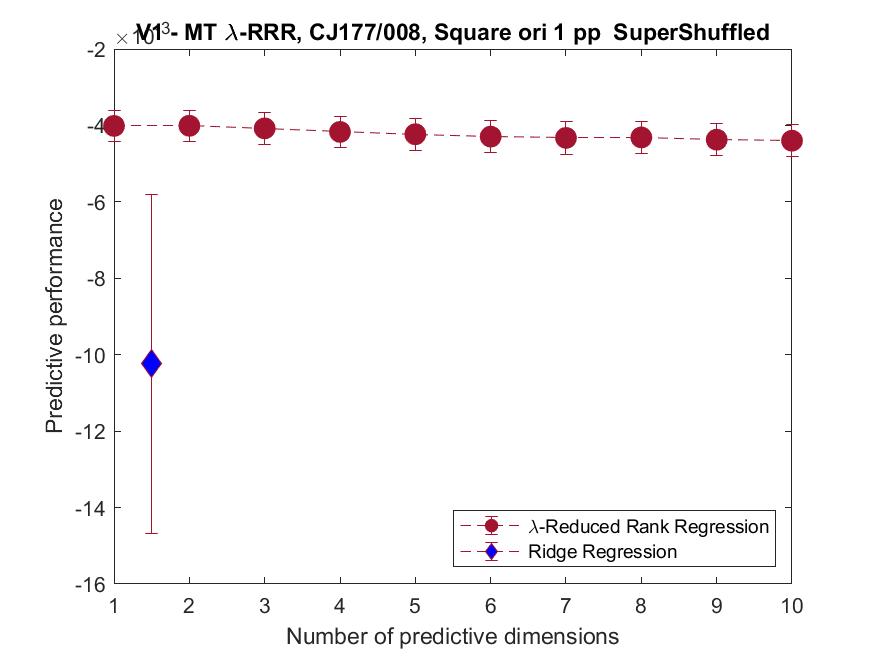 V1 - MT λ-RRR, CJ177/008, Square ori 1 pp SuperShuffled
-2
-4
-6
-8
-10
-12
-14
-16
1 2 3 4 5 6 7 8 9 10
Predictive performance
Number of predictive dimensions
λ-Reduced Rank Regression
Ridge Regression